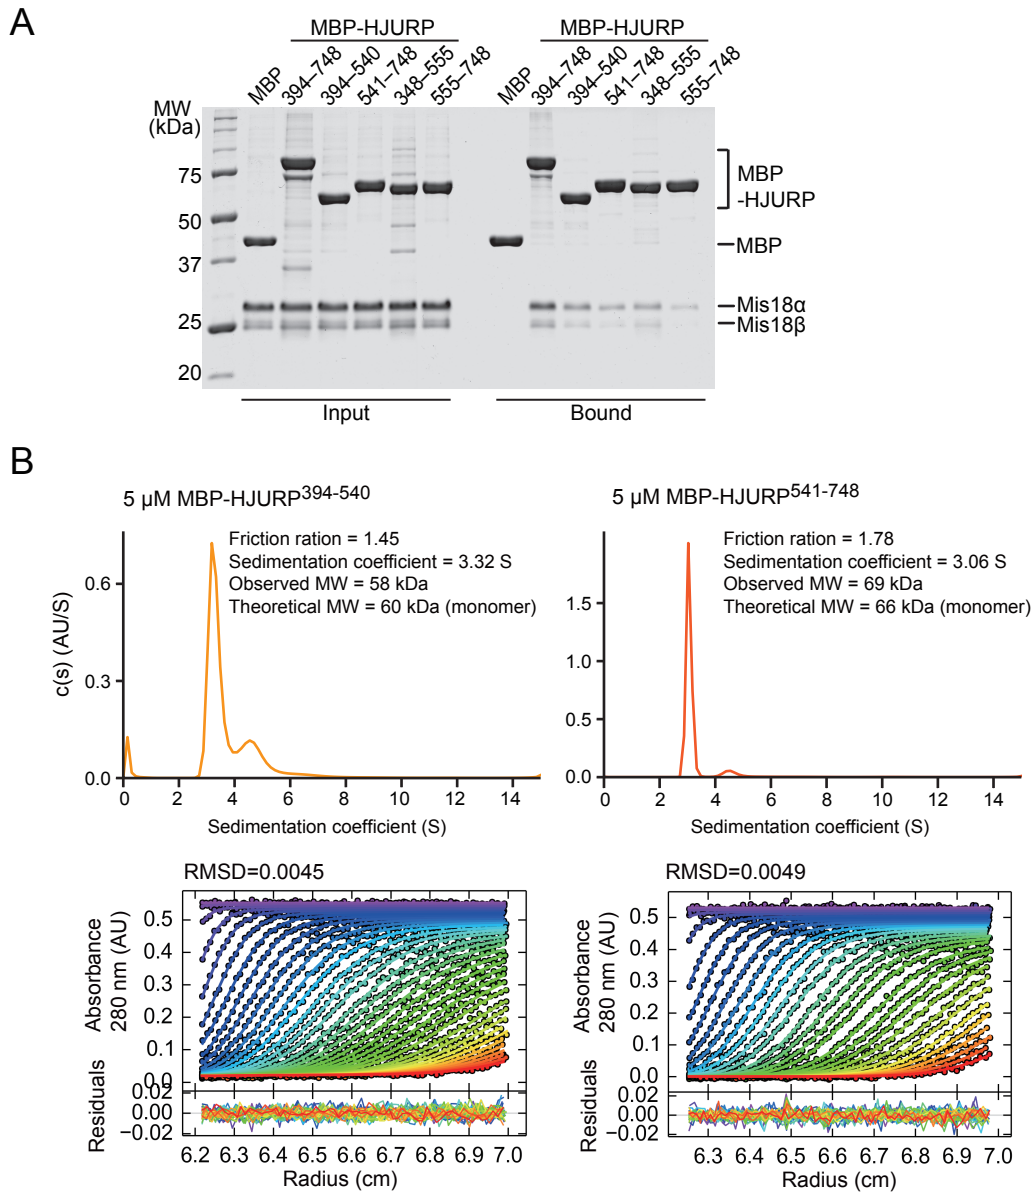 A
MBP-HJURP
MBP-HJURP
MBP 394–748 394–540 541–748 348–555 555–748
MBP 394–748 394–540 541–748 348–555 555–748
MW
(kDa)
75
50
37
25
20
MBP
-HJURP
MBP
Mis18α
Mis18β
Input
Bound
B
5 µM MBP-HJURP394-540
Friction ration = 1.45
Sedimentation coefficient = 3.32 S
Observed MW = 58 kDa
Theoretical MW = 60 kDa (monomer)
c(s) (AU/S)
0.6
0.3
0.0
0 2 4 6 8 10 12 14
Sedimentation coefficient (S)
5 µM MBP-HJURP541-748
Friction ration = 1.78
Sedimentation coefficient = 3.06 S
Observed MW = 69 kDa
Theoretical MW = 66 kDa (monomer)
1.5
1.0
0.5
0.0
0 2 4 6 8 10 12 14
Sedimentation coefficient (S)
RMSD=0.0045
Absorbance
280 nm (AU)
0.5
0.4
0.3
0.2
0.1
0.0
Residuals
0.02
0.00
−0.02
6.2 6.3 6.4 6.5 6.6 6.7 6.8 6.9 7.0
Radius (cm)
RMSD=0.0049
Absorbance
280 nm (AU)
0.5
0.4
0.3
0.2
0.1
0.0
Residuals
0.02
0.00
−0.02
6.3 6.4 6.5 6.6 6.7 6.8 6.9 7.0
Radius (cm)